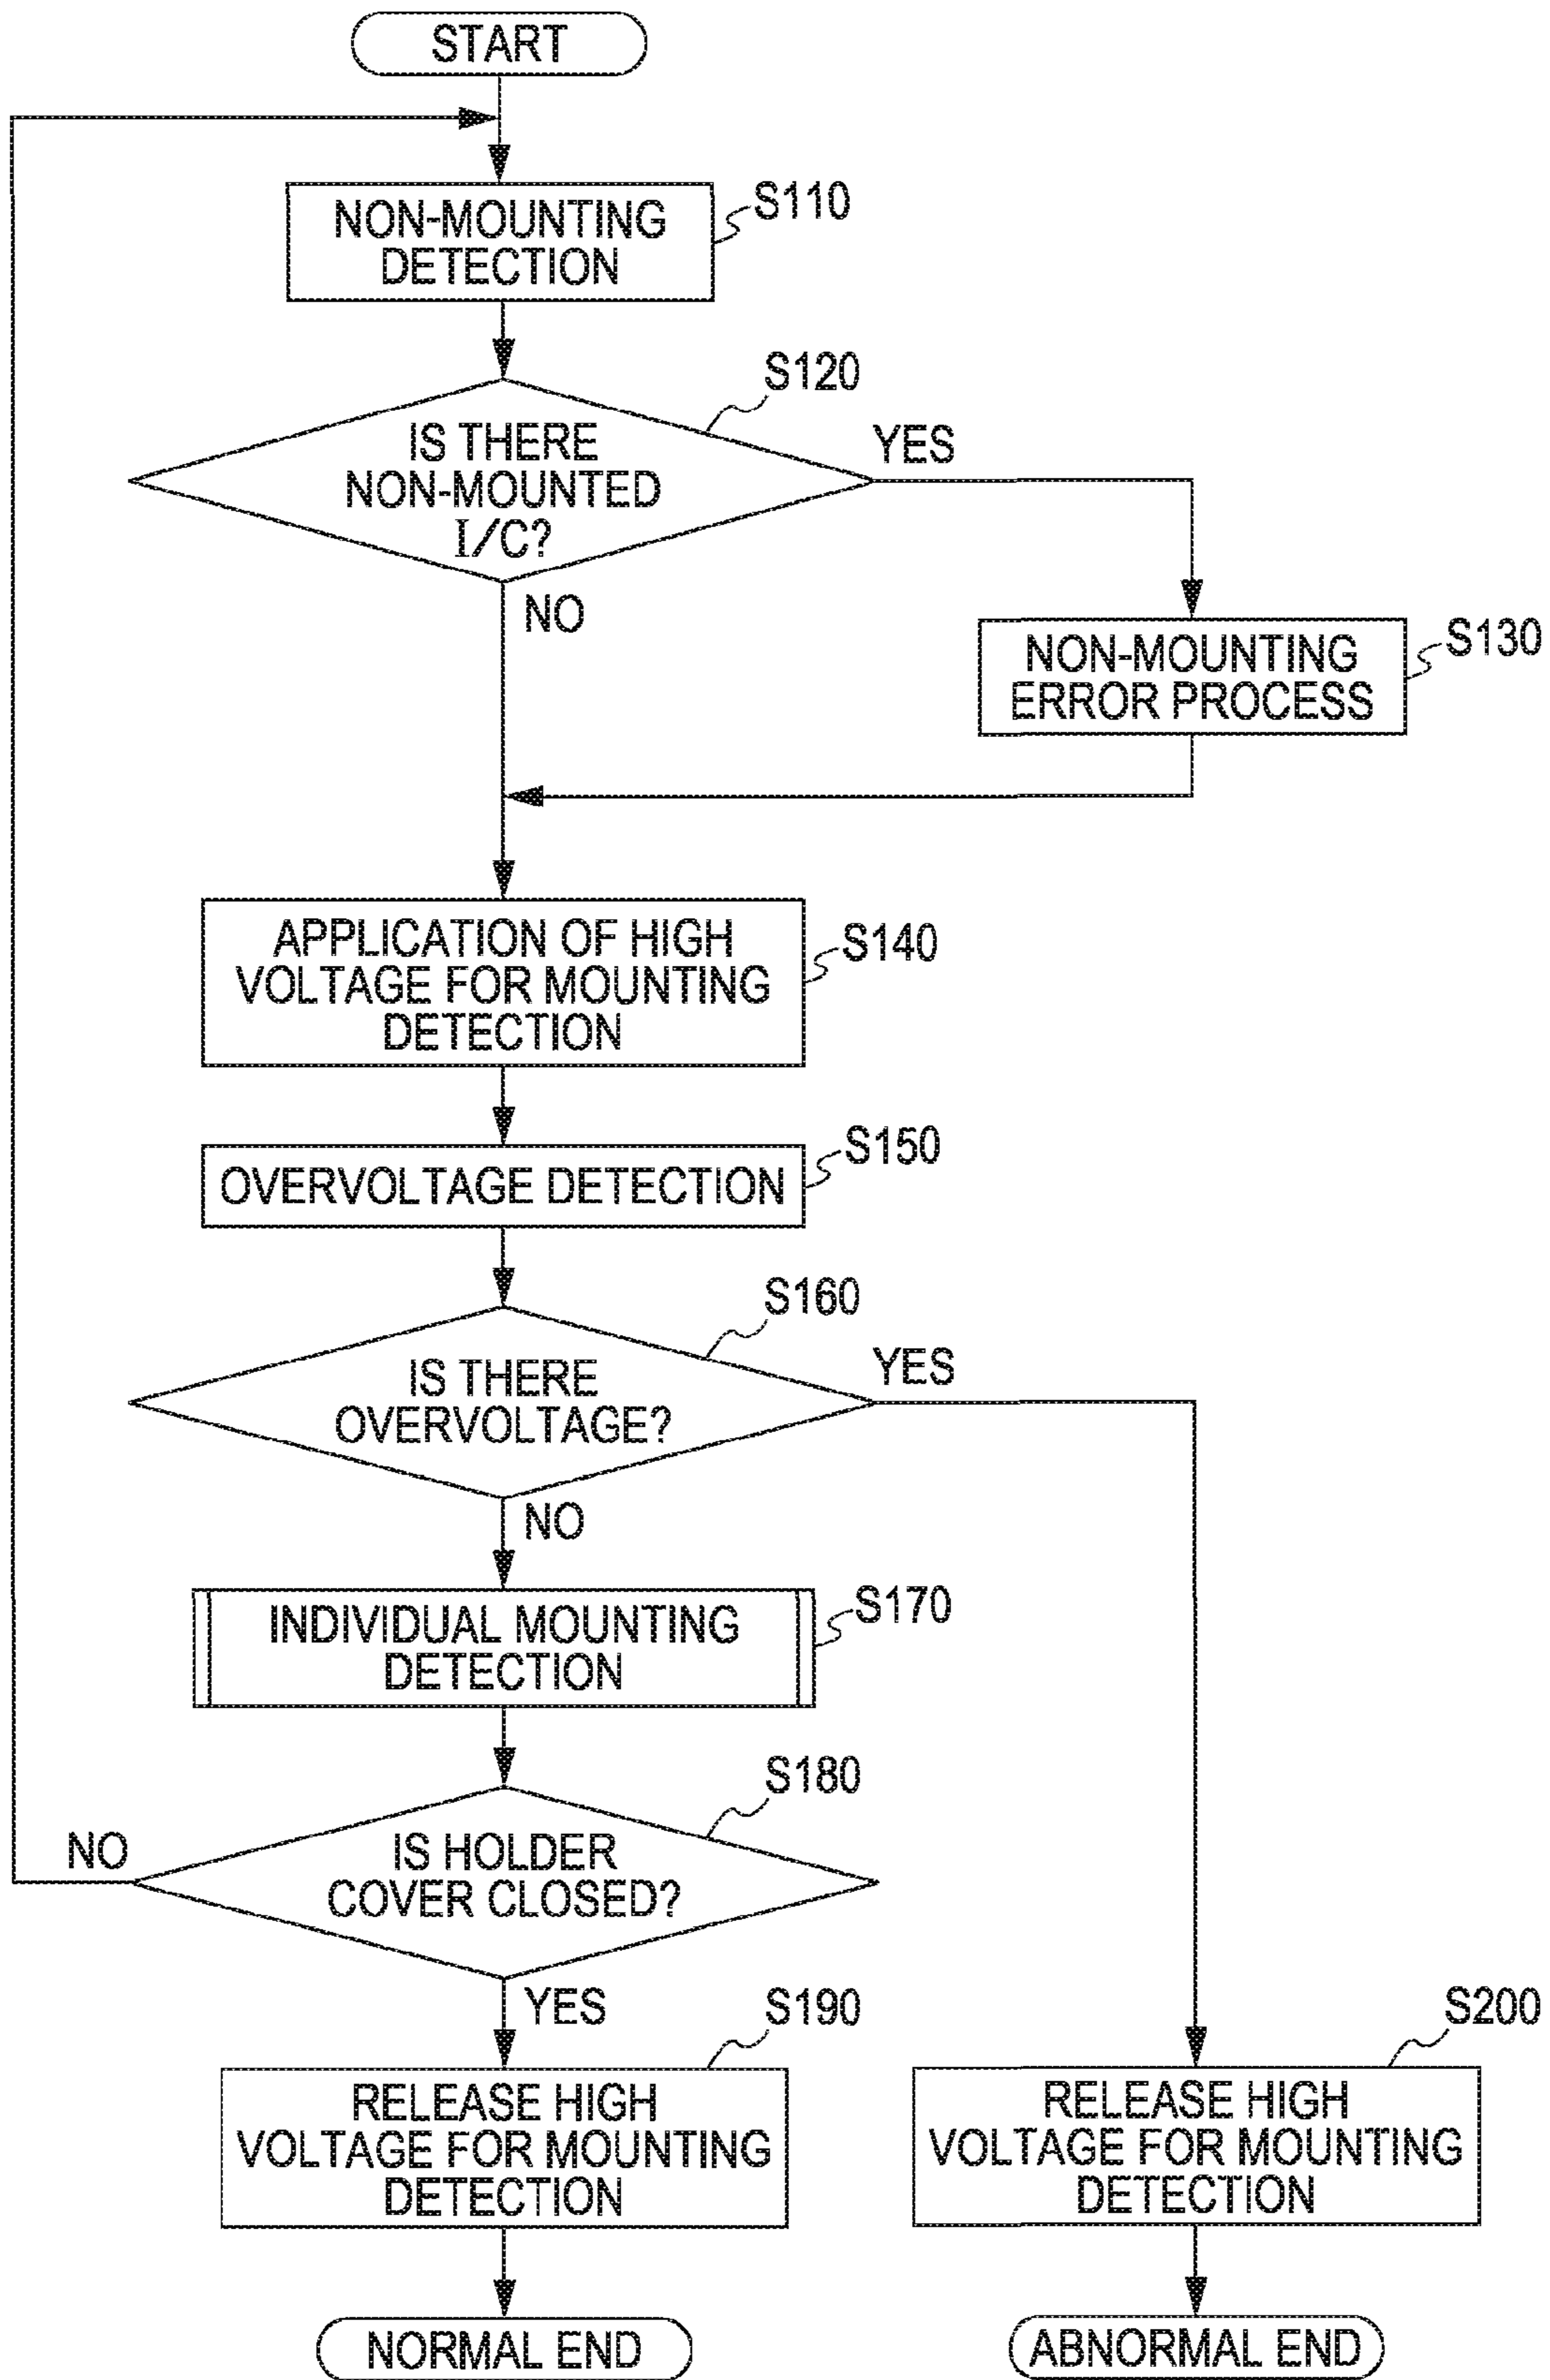 START
NON-MOUNTING
DETECTION
S110
S120
IS THERE
NON-MOUNTED
I/C?
YES
NO
NON-MOUNTING
ERROR PROCESS
S130
APPLICATION OF HIGH
VOLTAGE FOR MOUNTING
DETECTION
S140
OVERVOLTAGE DETECTION
S150
S160
IS THERE
OVERVOLTAGE?
YES
NO
INDIVIDUAL MOUNTING
DETECTION
S170
S180
IS HOLDER
COVER CLOSED?
NO
YES
S190
RELEASE HIGH
VOLTAGE FOR MOUNTING
DETECTION
S200
RELEASE HIGH
VOLTAGE FOR MOUNTING
DETECTION
NORMAL END
ABNORMAL END